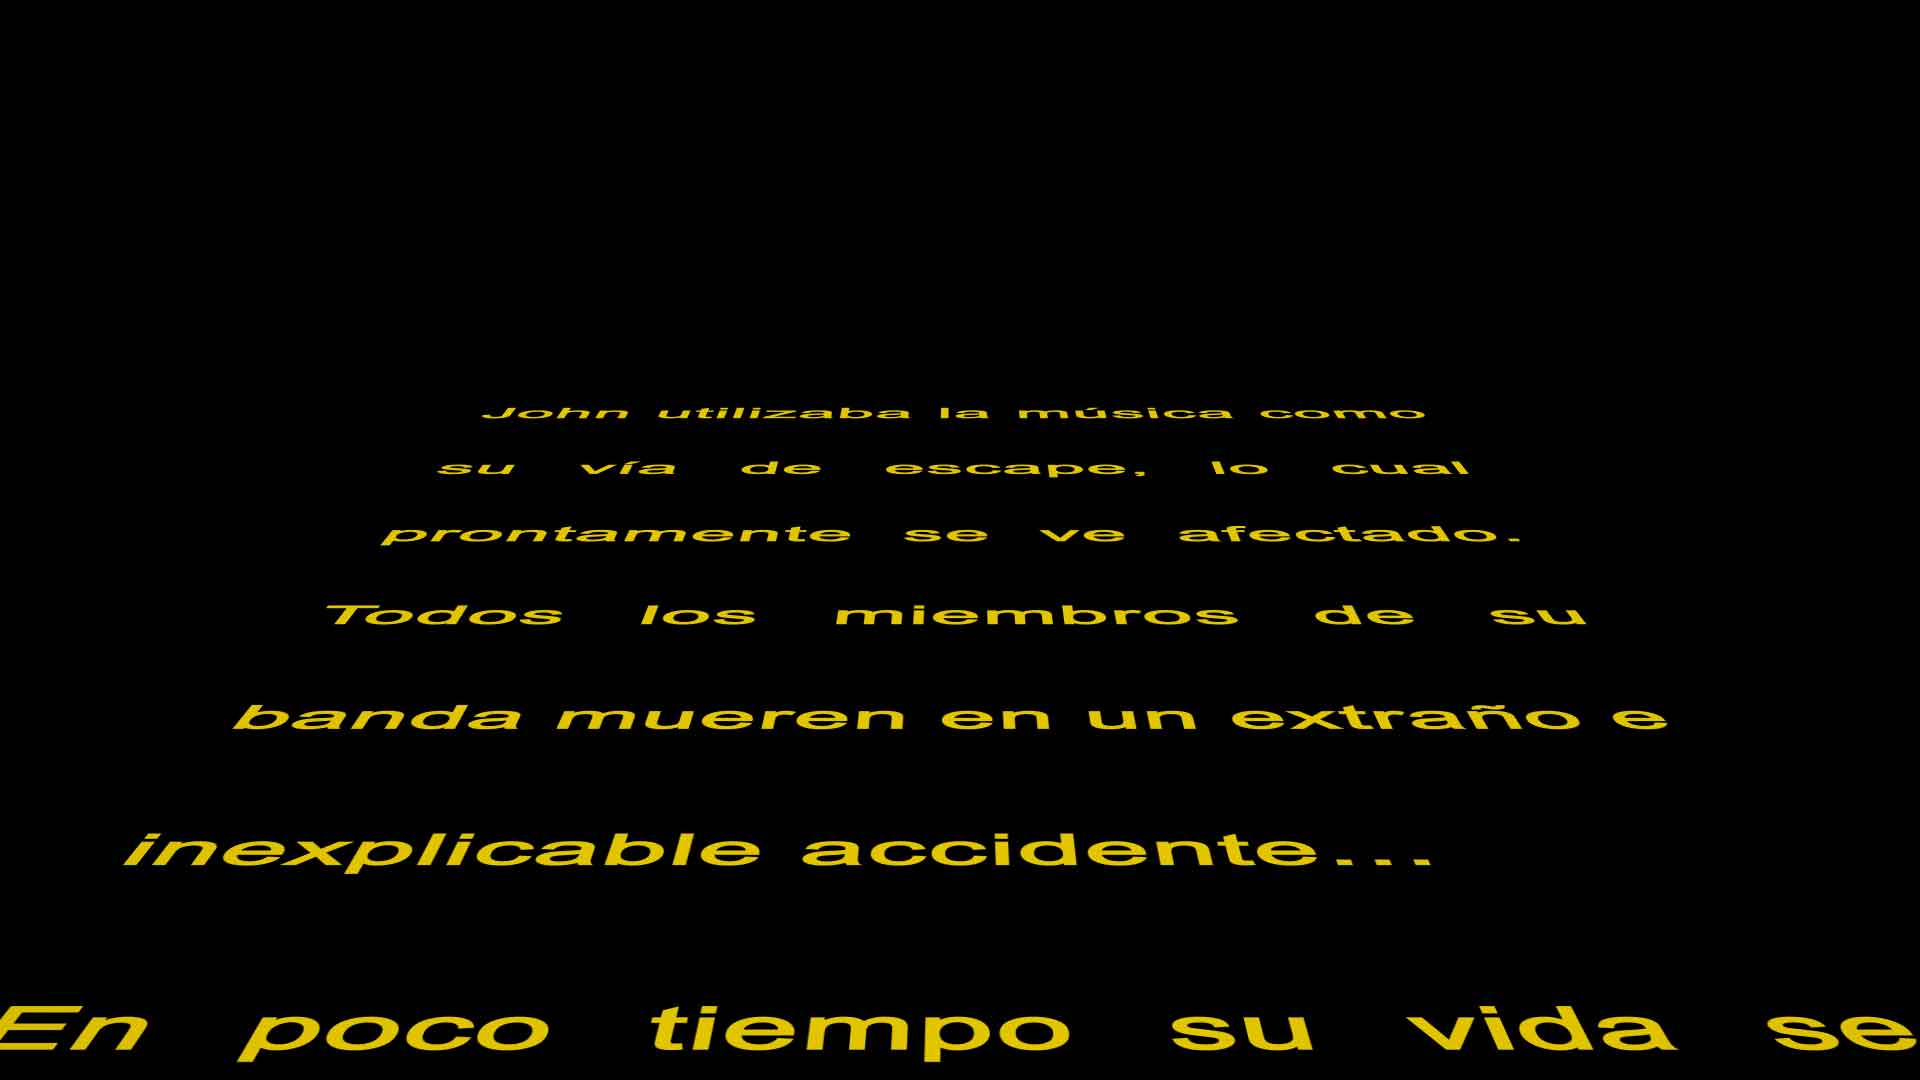 John utilizaba la música como
su vía de escape, lo cual
prontamente se ve afectado.
Todos los miembros de su
banda mueren en un extraño e
inexplicable accidente...
En poco tiempo su vida se